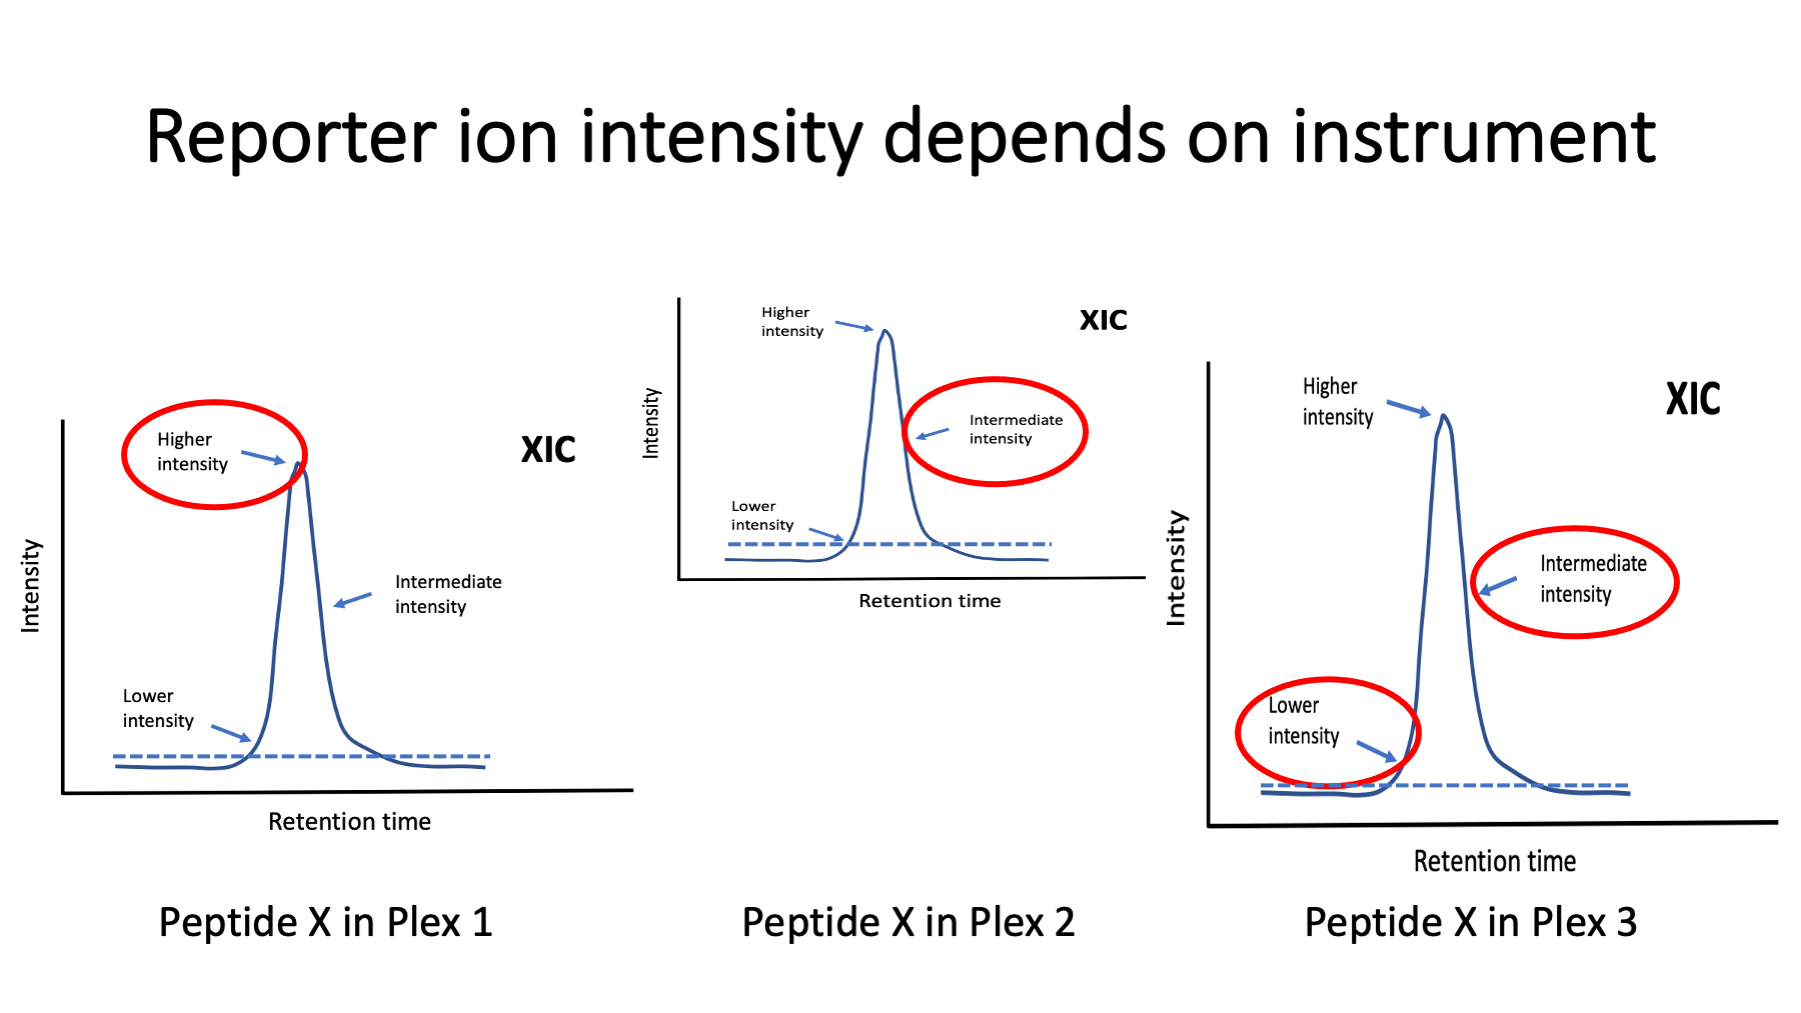 Reporter ion intensity depends on instrument
Higher
intensity
XIC
Intermediate
intensity
Lower
intensity
Intensity
Retention time
Peptide X in Plex 1
Higher
intensity
XIC
Intermediate
intensity
Lower
intensity
Intensity
Retention time
Peptide X in Plex 2
Higher
intensity
XIC
Intermediate
intensity
Lower
intensity
Intensity
Retention time
Peptide X in Plex 3